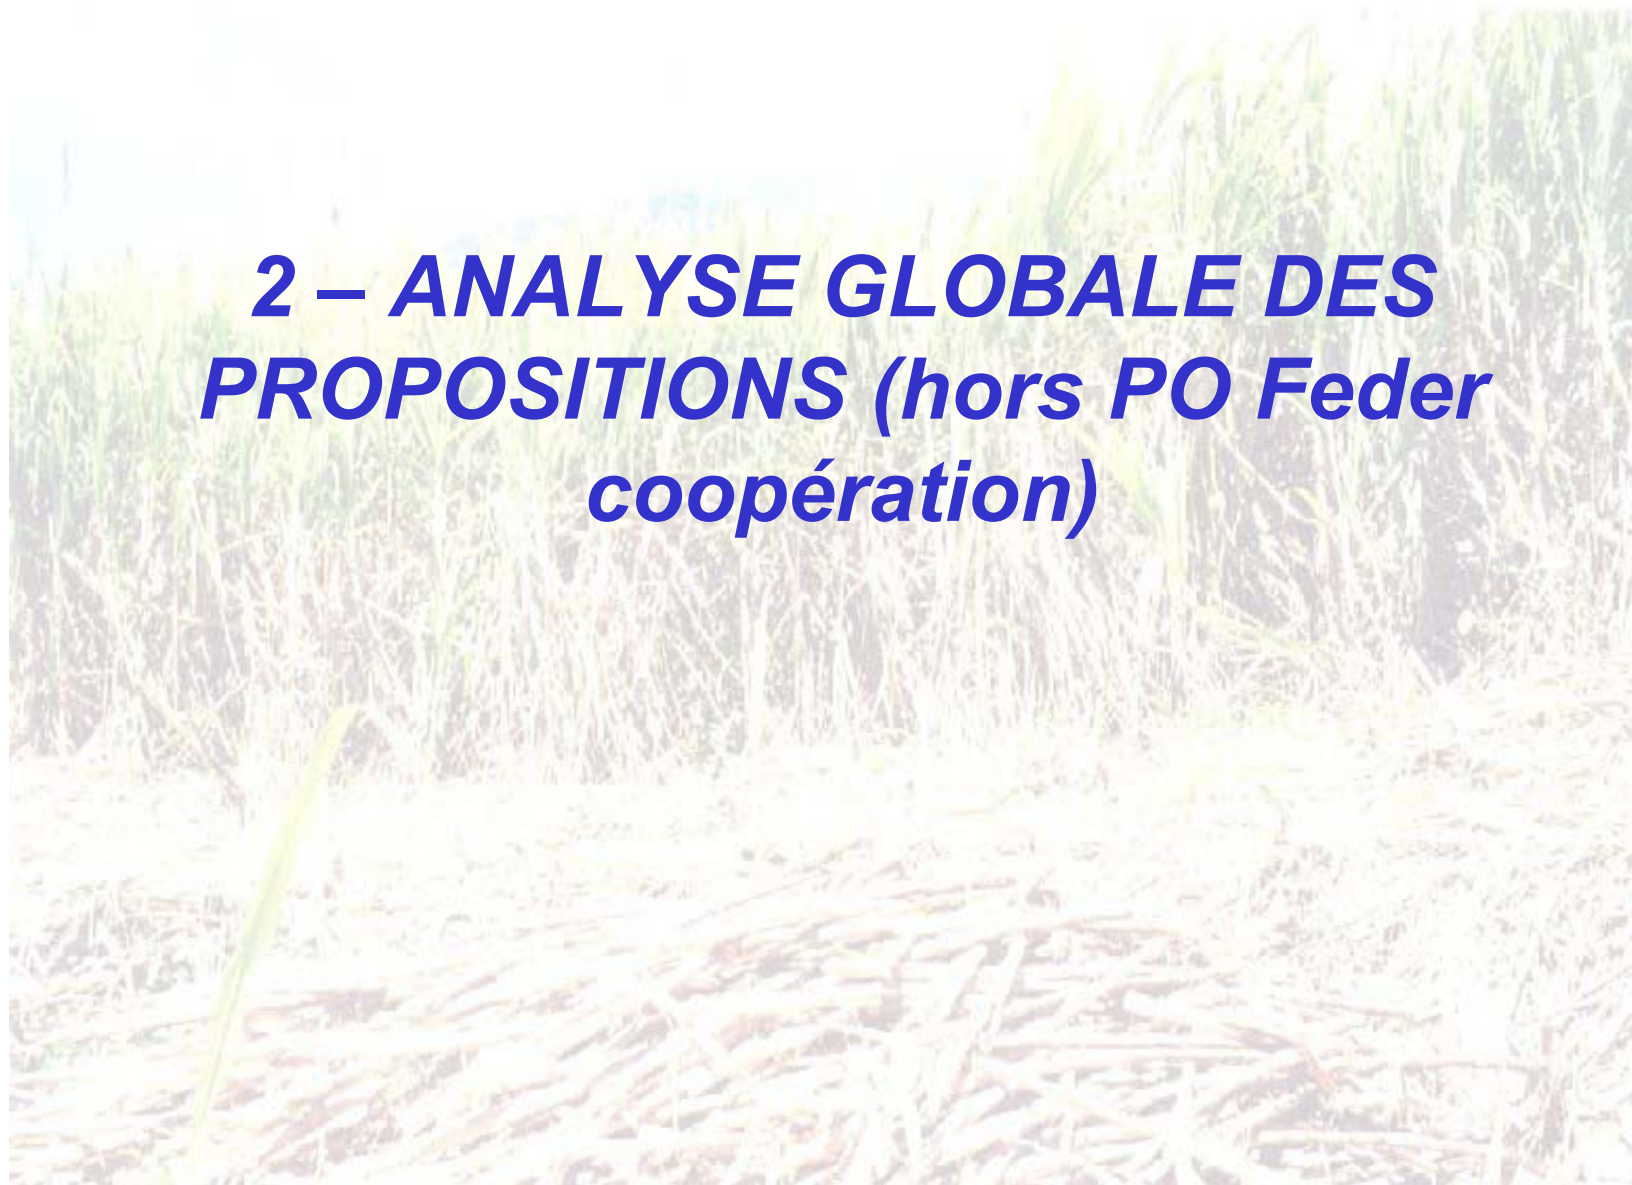 2 – ANALYSE GLOBALE DES
PROPOSITIONS (hors PO Feder
coopération)